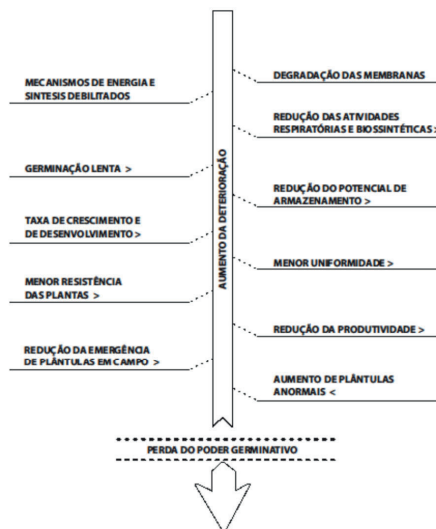 DEGRADAÇÃO DAS MEMBRANAS
MECANISMOS DE ENERGIA E
SINTESIS DEBILITADOS
REDUÇÃO DAS ATIVIDADES
RESPIRATÓRIAS E BIOSSINTÉTICAS >
GERMINAÇÃO LENTA >
REDUÇÃO DO POTENCIAL DE
ARMAZENAMENTO >
TAXA DE CRESCIMENTO E
DE DESENVOLVIMENTO >
MENOR UNIFORMIDADE >
MENOR RESISTÊNCIA
DAS PLANTAS >
REDUÇÃO DA PRODUTIVIDADE >
REDUÇÃO DA EMERGÊNCIA
DE PLÂNTULAS EM CAMPO >
AUMENTO DE PLÂNTULAS
ANORMAIS <
AUMENTO DA DETERIORAÇÃO
PERDA DO PODER GERMINATIVO